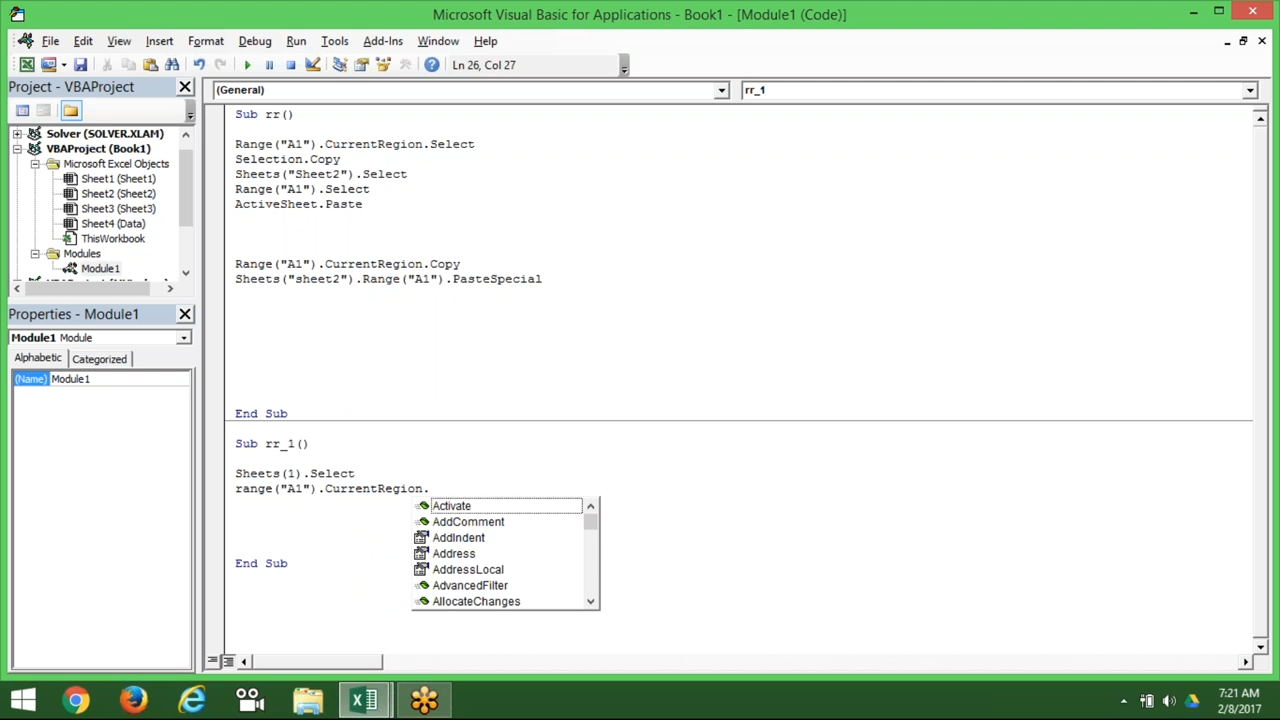 Microsoft Visual Basic for Applications - Book1 - [Module1 (Code)]
File Edit View Insert Format Debug Run Tools Add-Ins Window Help
Ln 26, Col 27
Project - VBAProject
Solver (SOLVER.XLAM)
VBAProject (Book1)
Microsoft Excel Objects
Sheet1 (Sheet1)
Sheet2 (Sheet2)
Sheet3 (Sheet3)
Sheet4 (Data)
ThisWorkbook
Modules
Module1
Properties - Module1
Module1 Module
Alphabetic Categorized
(Name) Module1
(General) rr_1
Sub rr()
Range("A1").CurrentRegion.Select
Selection.Copy
Sheets("Sheet2").Select
Range("A1").Select
ActiveSheet.Paste
Range("A1").CurrentRegion.Copy
Sheets("sheet2").Range("A1").PasteSpecial
End Sub
Sub rr_1()
Sheets(1).Select
range("A1").CurrentRegion.
Activate
AddComment
AddIndent
Address
AddressLocal
AdvancedFilter
AllocateChanges
End Sub
7:21 AM
2/8/2017